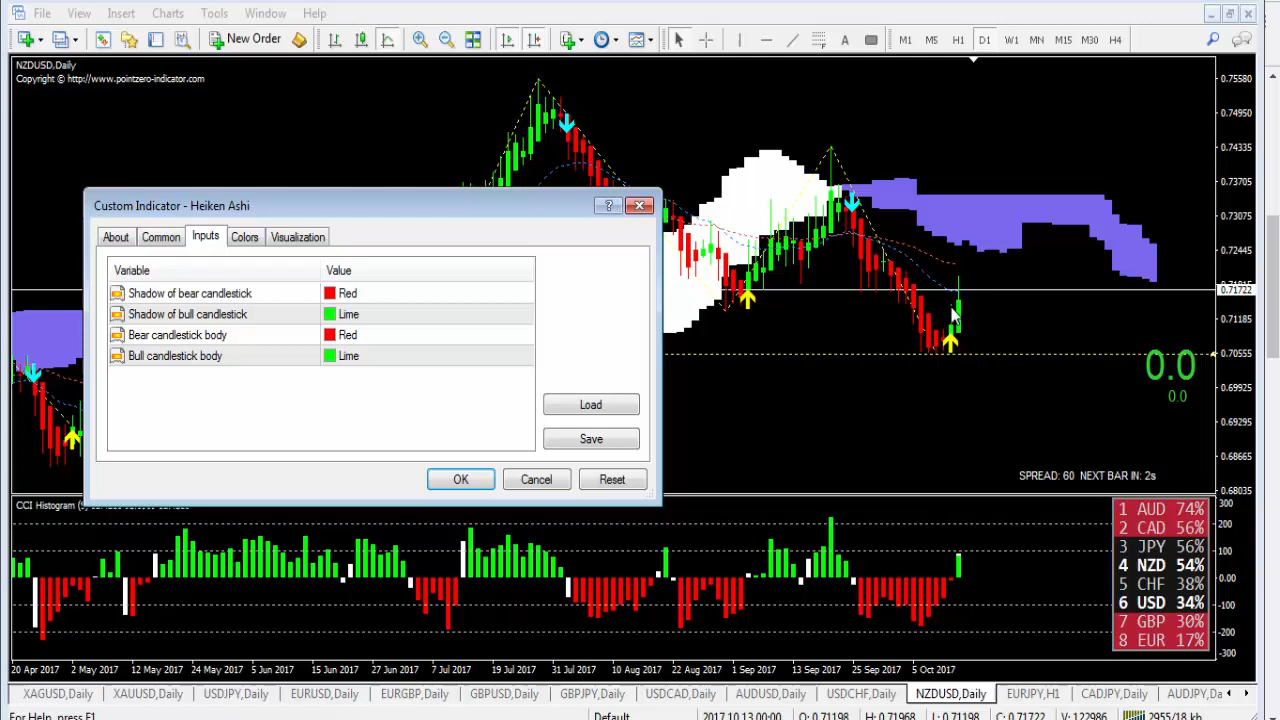 File View Insert Charts Tools Window Help
New Order M1 M5 H1 D1 W1 MN M15 M30 H4
NZDUSD,Daily
Copyright © http://www.pointzero-indicator.com
0.75580
0.74950
0.74335
0.73705
0.73075
0.72445
0.71722
0.71185
0.70555
0.69925
0.69295
0.68665
0.68035
Custom Indicator - Heiken Ashi
About Common Inputs Colors Visualization
Variable Value
Shadow of bear candlestick Red
Shadow of bull candlestick Lime
Bear candlestick body Red
Bull candlestick body Lime
Load
Save
OK Cancel Reset
0.0
0.0
SPREAD: 60 NEXT BAR IN: 2s
CCI Histogram
300
200
100
0.00
-100
-200
-300
1 AUD 74%
2 CAD 56%
3 JPY 56%
4 NZD 54%
5 CHF 38%
6 USD 34%
7 GBP 30%
8 EUR 17%
20 Apr 2017 2 May 2017 12 May 2017 24 May 2017 5 Jun 2017 15 Jun 2017 27 Jun 2017 7 Jul 2017 19 Jul 2017 31 Jul 2017 10 Aug 2017 22 Aug 2017 1 Sep 2017 13 Sep 2017 25 Sep 2017 5 Oct 2017
XAGUSD,Daily XAUUSD,Daily USDJPY,Daily EURUSD,Daily EURGBP,Daily GBPUSD,Daily GBPJPY,Daily USDCAD,Daily AUDUSD,Daily USDCHF,Daily NZDUSD,Daily EURJPY,H1 CADJPY,Daily AUDJPY,Da
For Help, press F1 Default 2017.10.13 00:00 O: 0.71198 H: 0.71968 L: 0.71198 C: 0.71722 V: 122986 2955/18 kb